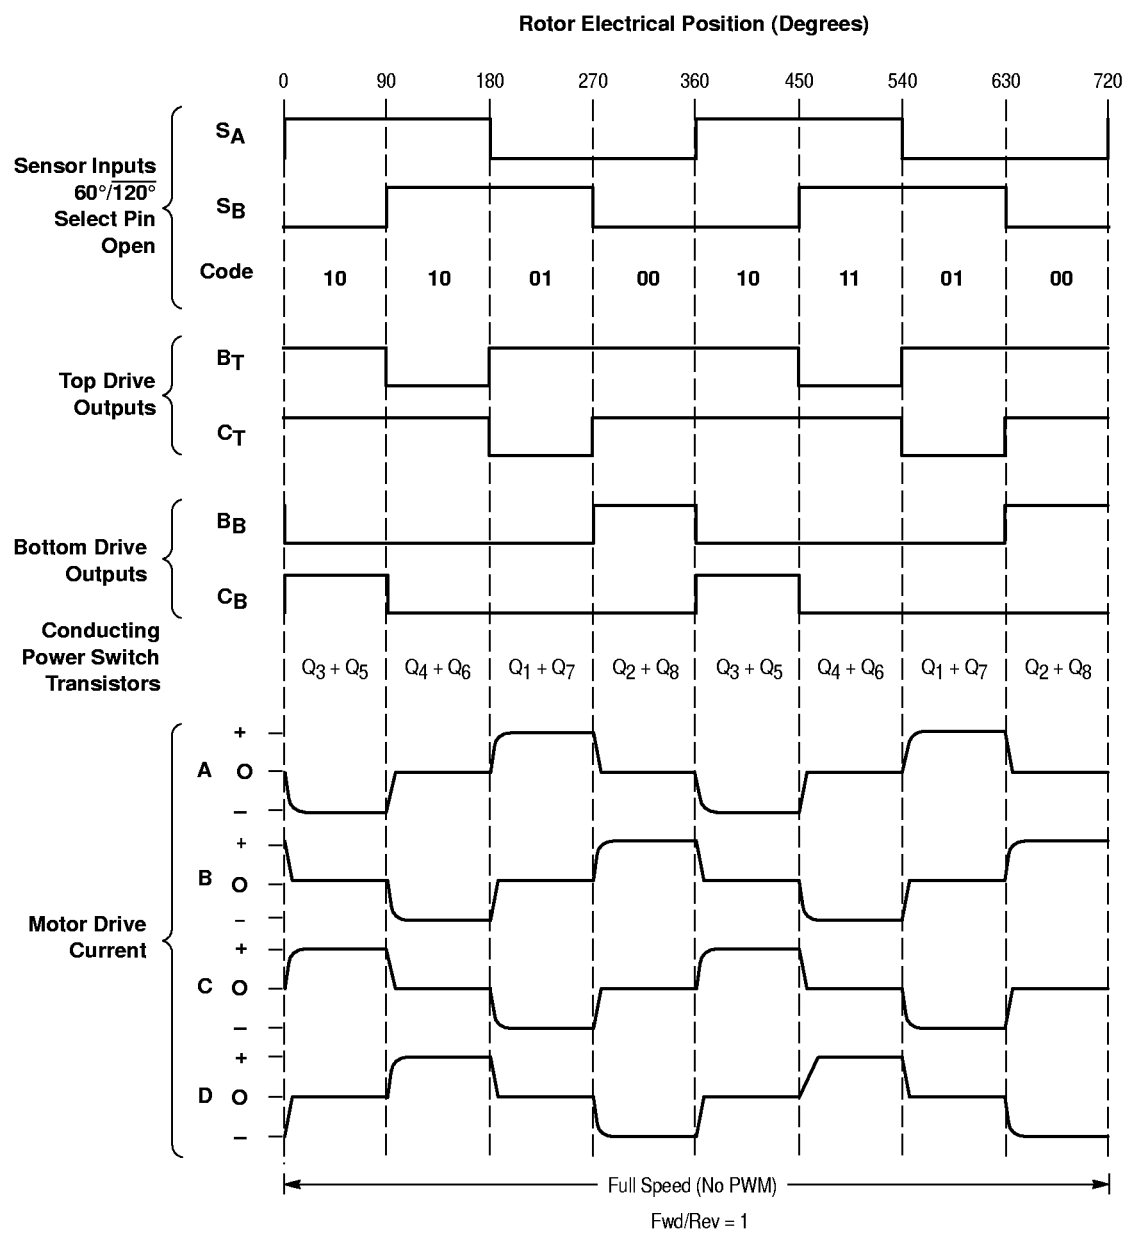 Rotor Electrical Position (Degrees)
0 90 180 270 360 450 540 630 720
Sensor Inputs
60°/120°
Select Pin
Open
SA
SB
Code
10 10 01 00 10 11 01 00
Top Drive
Outputs
BT
CT
Bottom Drive
Outputs
BB
CB
Conducting
Power Switch
Transistors
Q3 + Q5 Q4 + Q6 Q1 + Q7 Q2 + Q8 Q3 + Q5 Q4 + Q6 Q1 + Q7 Q2 + Q8
Motor Drive
Current
+
A O
–
+
B O
–
+
C O
–
+
D O
–
Full Speed (No PWM)
Fwd/Rev = 1